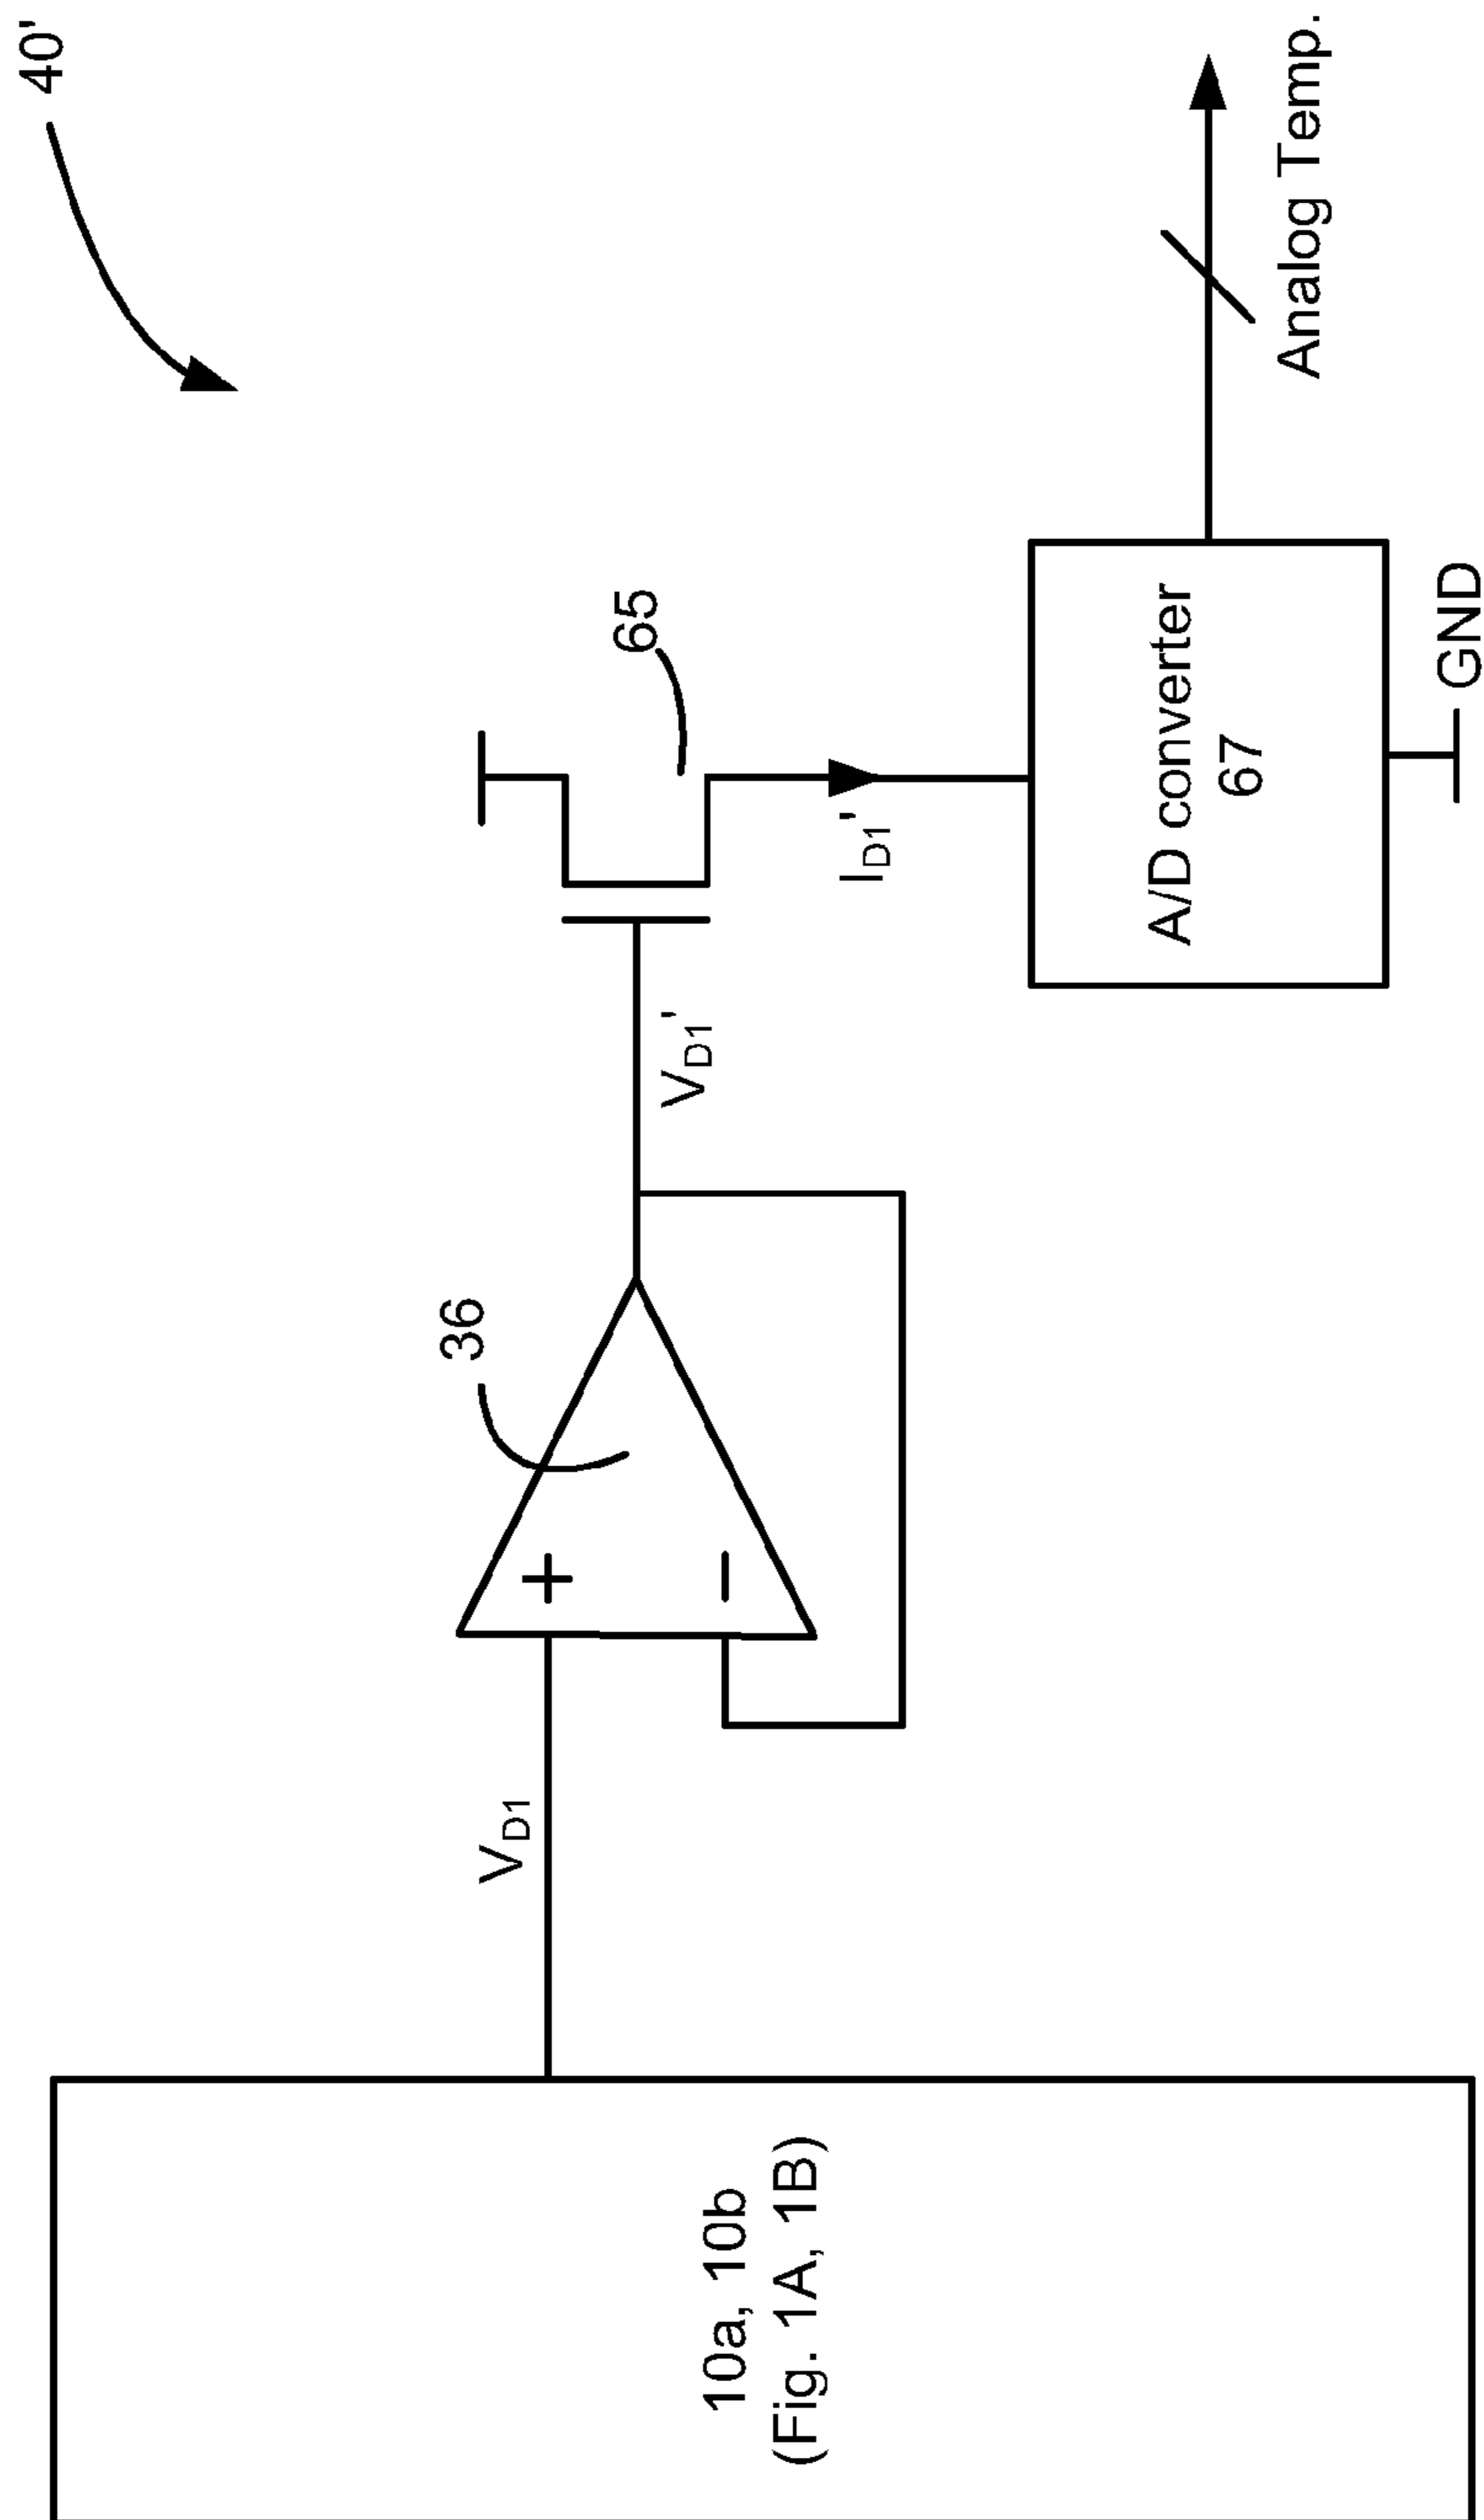 40'
10a, 10b
(Fig. 1A, 1B)
VD1
36
+
−
VD1'
65
ID1'
A/D converter
67
GND
Analog Temp.